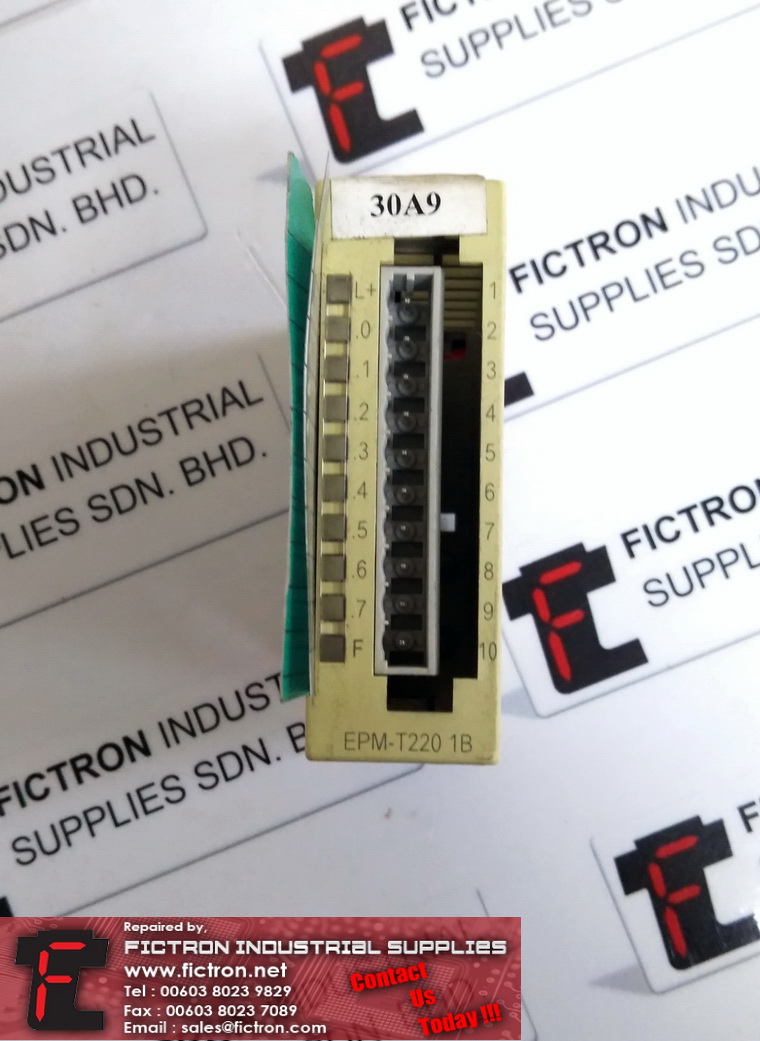 FICTRON
SUPPLIES
INDUSTRIAL
SDN. BHD.
30A9
L+ 1
.0 2
.1 3
.2 4
.3 5
.4 6
.5 7
.6 8
.7 9
F 10
EPM-T220 1B
FICTRON INDU
SUPPLIES SD
ON INDUSTRIAL
PLIES SDN. BHD.
FICTRON
SUPPL
FICTRON INDUST
SUPPLIES SDN. B
Repaired by,
FICTRON INDUSTRIAL SUPPLIES
www.fictron.net
Tel : 00603 8023 9829
Fax : 00603 8023 7089
Email : sales@fictron.com
Contact
Us
Today !!!